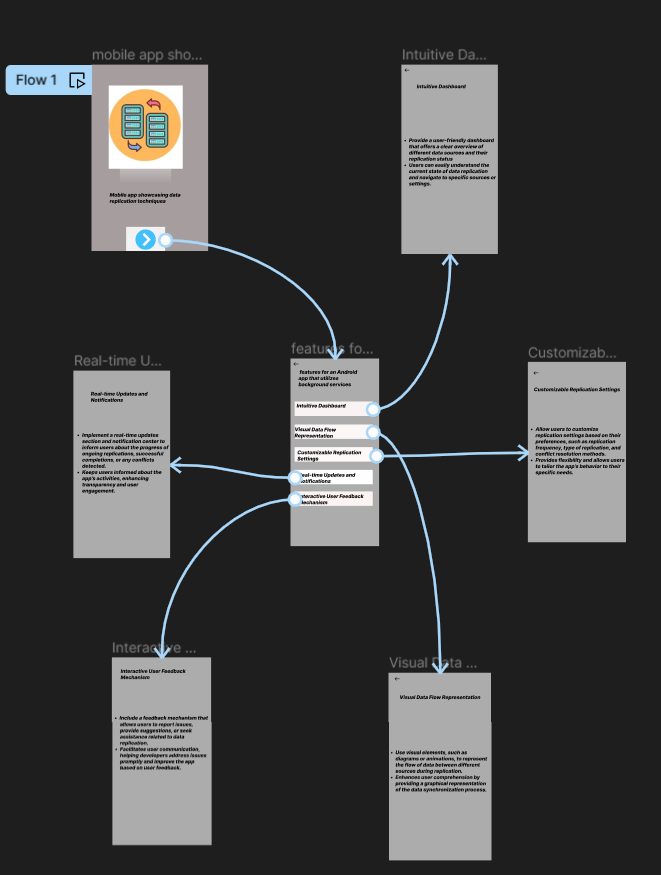 mobile app sho...
Flow 1
Mobile app showcasing data
replication techniques
Intuitive Da...
←
Intuitive Dashboard
• Provide a user-friendly dashboard
that offers a clear overview of
different data sources and their
replication status
• Users can easily understand the
current state of data replication
and navigate to specific sources or
settings.
Real-time U...
Real-time Updates and
Notifications
• Implement a real-time updates
section and notification center to
inform users about the progress of
ongoing replications, successful
completions, or any conflicts
detected.
• Keeps users informed about the
app's activities, enhancing
transparency and user
engagement.
features fo...
←
features for an Android
app that utilizes
background services
Intuitive Dashboard
Visual Data Flow
Representation
Customizable Replication
Settings
Real-time Updates and
Notifications
Interactive User Feedback
Mechanism
Customizab...
←
Customizable Replication Settings
• Allow users to customize
replication settings based on their
preferences, such as replication
frequency, type of replication, and
conflict resolution methods.
• Provides flexibility and allows users
to tailor the app's behavior to their
specific needs.
Interactive ...
Interactive User Feedback
Mechanism
• Include a feedback mechanism that
allows users to report issues,
provide suggestions, or seek
assistance related to data
replication.
• Facilitates user communication,
helping developers address issues
promptly and improve the app
based on user feedback.
Visual Data ...
←
Visual Data Flow Representation
• Use visual elements, such as
diagrams or animations, to represent
the flow of data between different
sources during replication.
• Enhances user comprehension by
providing a graphical representation
of the data synchronization process.